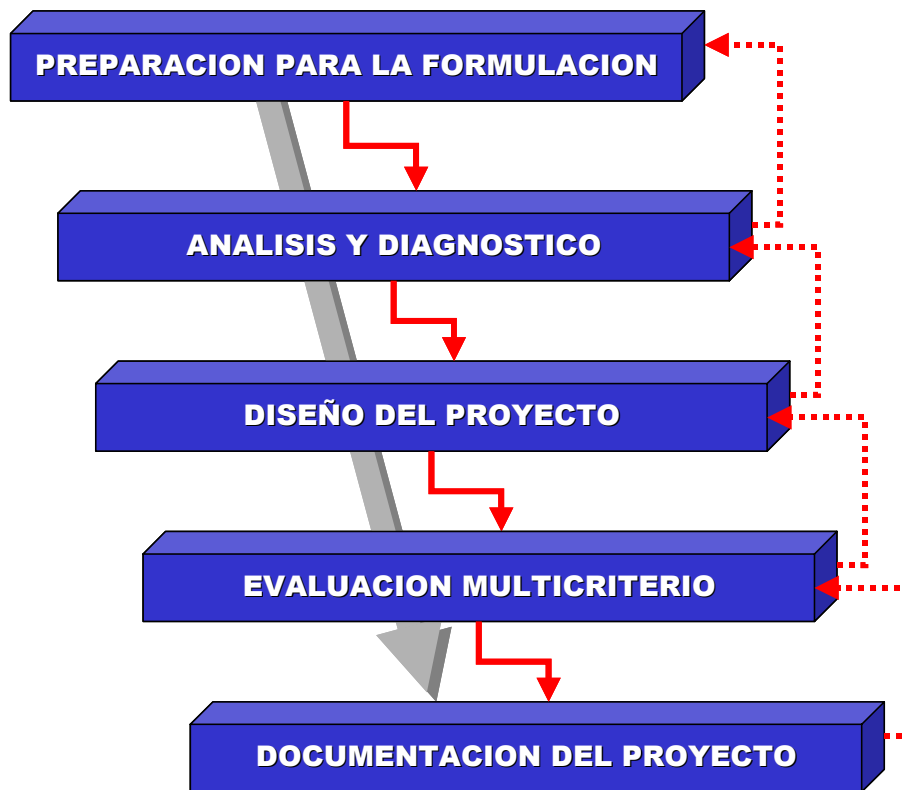 PREPARACION PARA LA FORMULACION
ANALISIS Y DIAGNOSTICO
DISEÑO DEL PROYECTO
EVALUACION MULTICRITERIO
DOCUMENTACION DEL PROYECTO